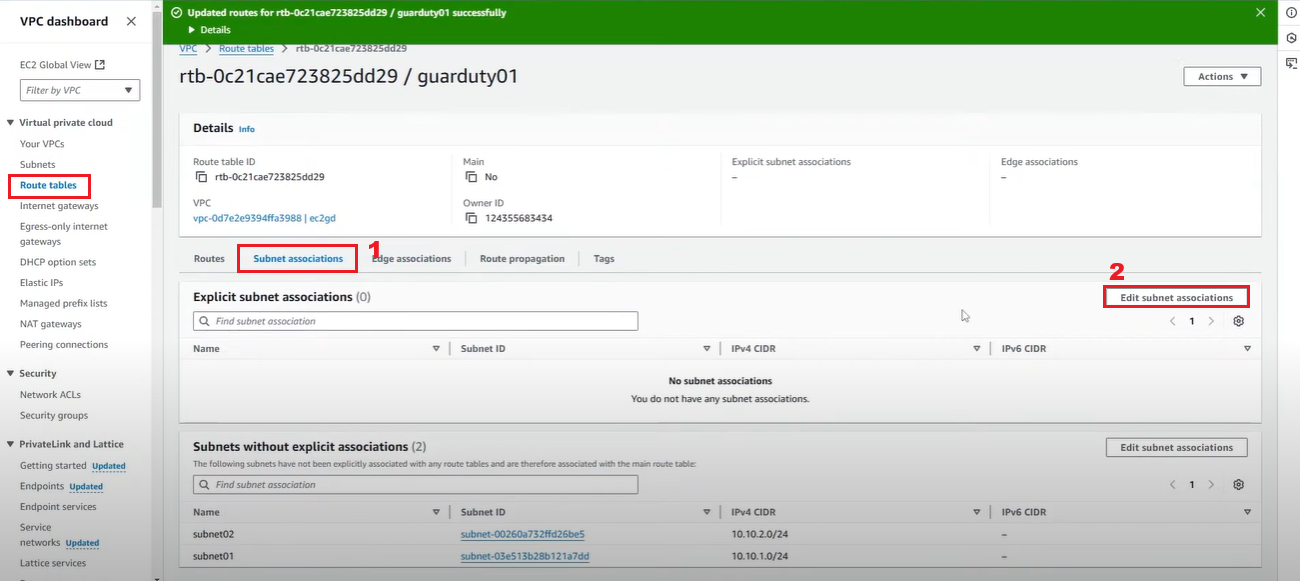 VPC dashboard
EC2 Global View
Filter by VPC
Virtual private cloud
Your VPCs
Subnets
Route tables
Internet gateways
Egress-only internet
gateways
DHCP option sets
Elastic IPs
Managed prefix lists
NAT gateways
Peering connections
Security
Network ACLs
Security groups
PrivateLink and Lattice
Getting started Updated
Endpoints Updated
Endpoint services
Service
networks Updated
Lattice services
Updated routes for rtb-0c21cae723825dd29 / guarduty01 successfully
Details
VPC > Route tables > rtb-0c21cae723825dd29
rtb-0c21cae723825dd29 / guarduty01
Actions
Details Info
Route table ID
rtb-0c21cae723825dd29
Main
No
Explicit subnet associations
–
Edge associations
–
VPC
vpc-0d7e2e9394ffa3988 | ec2gd
Owner ID
124355683434
Routes Subnet associations 1 Edge associations Route propagation Tags
2
Explicit subnet associations (0)
Edit subnet associations
Find subnet association
1
Name Subnet ID IPv4 CIDR IPv6 CIDR
No subnet associations
You do not have any subnet associations.
Subnets without explicit associations (2)
Edit subnet associations
The following subnets have not been explicitly associated with any route tables and are therefore associated with the main route table:
Find subnet association
1
Name Subnet ID IPv4 CIDR IPv6 CIDR
subnet02 subnet-00260a732ffd26be5 10.10.2.0/24 –
subnet01 subnet-03e513b28b121a7dd 10.10.1.0/24 –